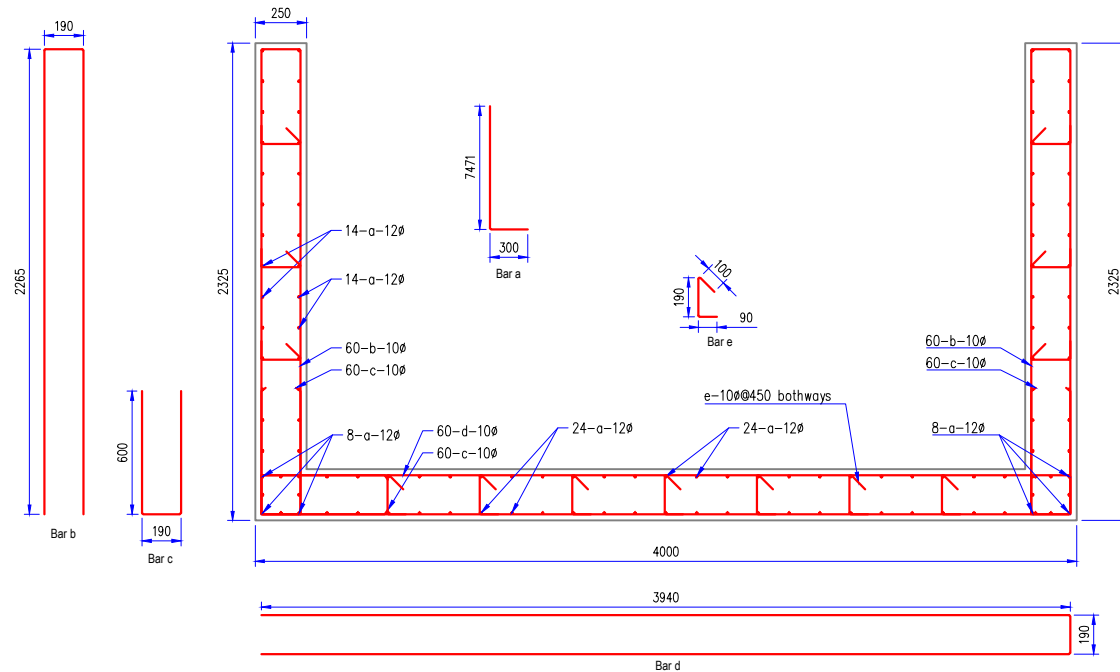 190
250
2265
2325
2325
7471
300
Bar a
14-a-12ø
14-a-12ø
100
190
90
Bar e
60-b-10ø
60-c-10ø
60-b-10ø
60-c-10ø
e-10ø@450 bothways
600
8-a-12ø
60-d-10ø
60-c-10ø
24-a-12ø
24-a-12ø
8-a-12ø
Bar b
190
Bar c
4000
3940
190
Bar d